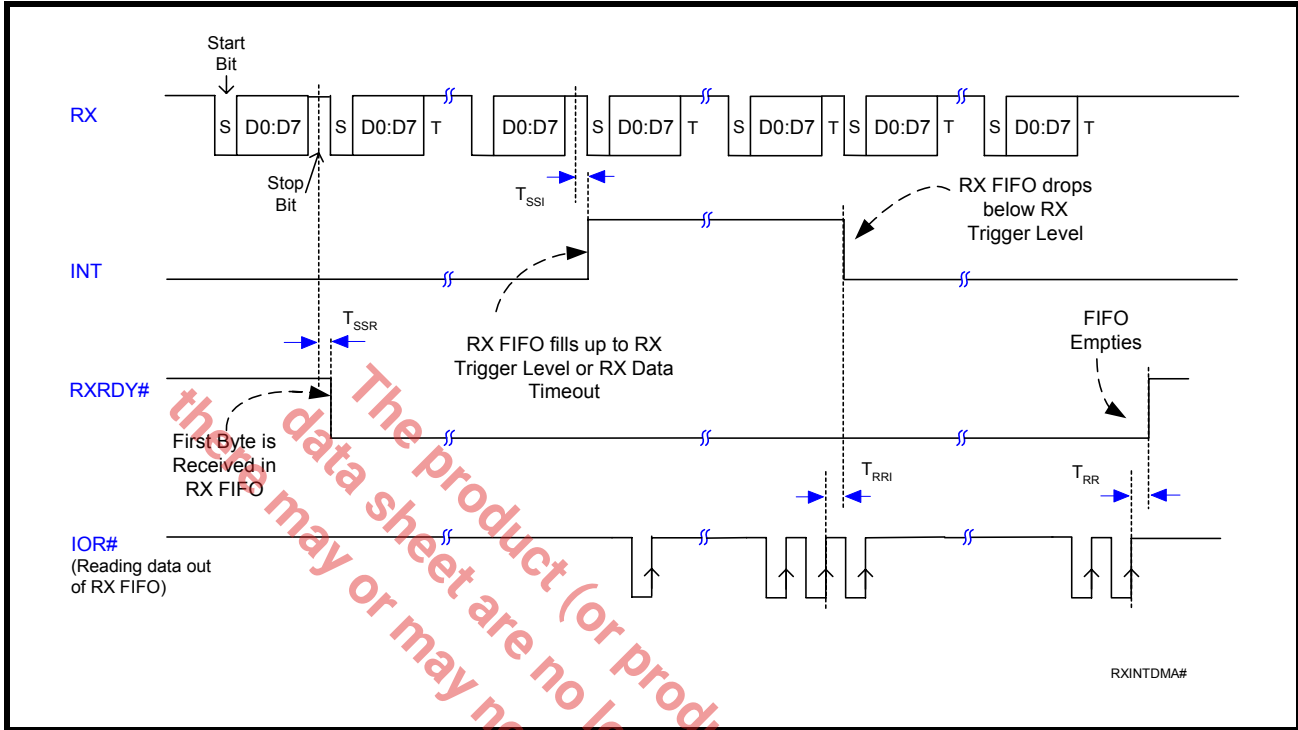 Start
Bit
RX
S D0:D7 S D0:D7 T D0:D7 S D0:D7 T S D0:D7 T S D0:D7 T S D0:D7 T
Stop
Bit
TSSI
RX FIFO drops
below RX
Trigger Level
INT
TSSR
RX FIFO fills up to RX
Trigger Level or RX Data
Timeout
FIFO
Empties
RXRDY#
First Byte is
Received in
RX FIFO
TRRI
TRR
IOR#
(Reading data out
of RX FIFO)
RXINTDMA#
The product (or produ
data sheet are no
there may or may